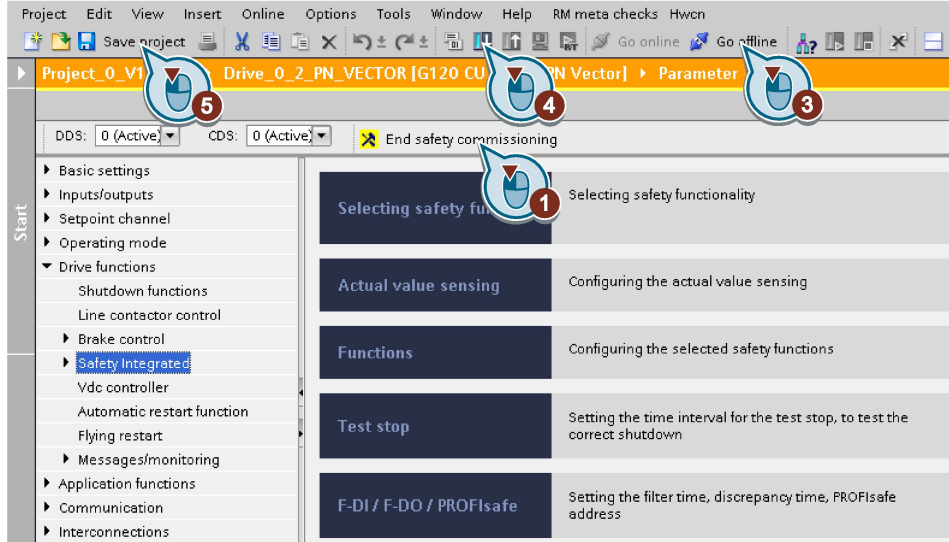 Project Edit View Insert Online Options Tools Window Help RM meta checks Hwcn
Save project Go online Go offline
Project_0_V1 Drive_0_2_PN_VECTOR [G120 CU PN Vector] Parameter
5 4 3
DDS: 0 (Active) CDS: 0 (Active) End safety commissioning
1
Start
Basic settings
Inputs/outputs
Setpoint channel
Operating mode
Drive functions
Shutdown functions
Line contactor control
Brake control
Safety Integrated
Vdc controller
Automatic restart function
Flying restart
Messages/monitoring
Application functions
Communication
Interconnections
Selecting safety
Selecting safety functionality
Actual value sensing
Configuring the actual value sensing
Functions
Configuring the selected safety functions
Test stop
Setting the time interval for the test stop, to test the
correct shutdown
F-DI / F-DO / PROFIsafe
Setting the filter time, discrepancy time, PROFIsafe
address